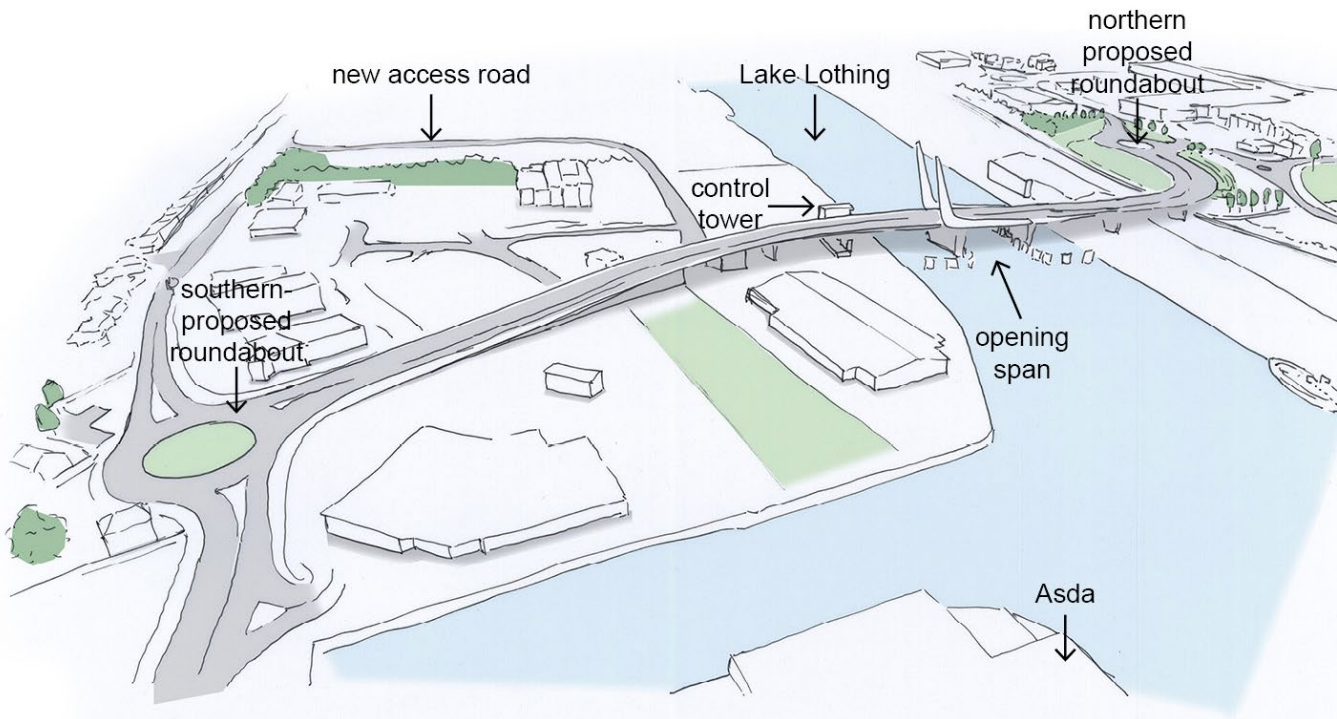 new access road
Lake Lothing
northern
proposed
roundabout
control
tower
southern-
proposed
roundabout
opening
span
Asda